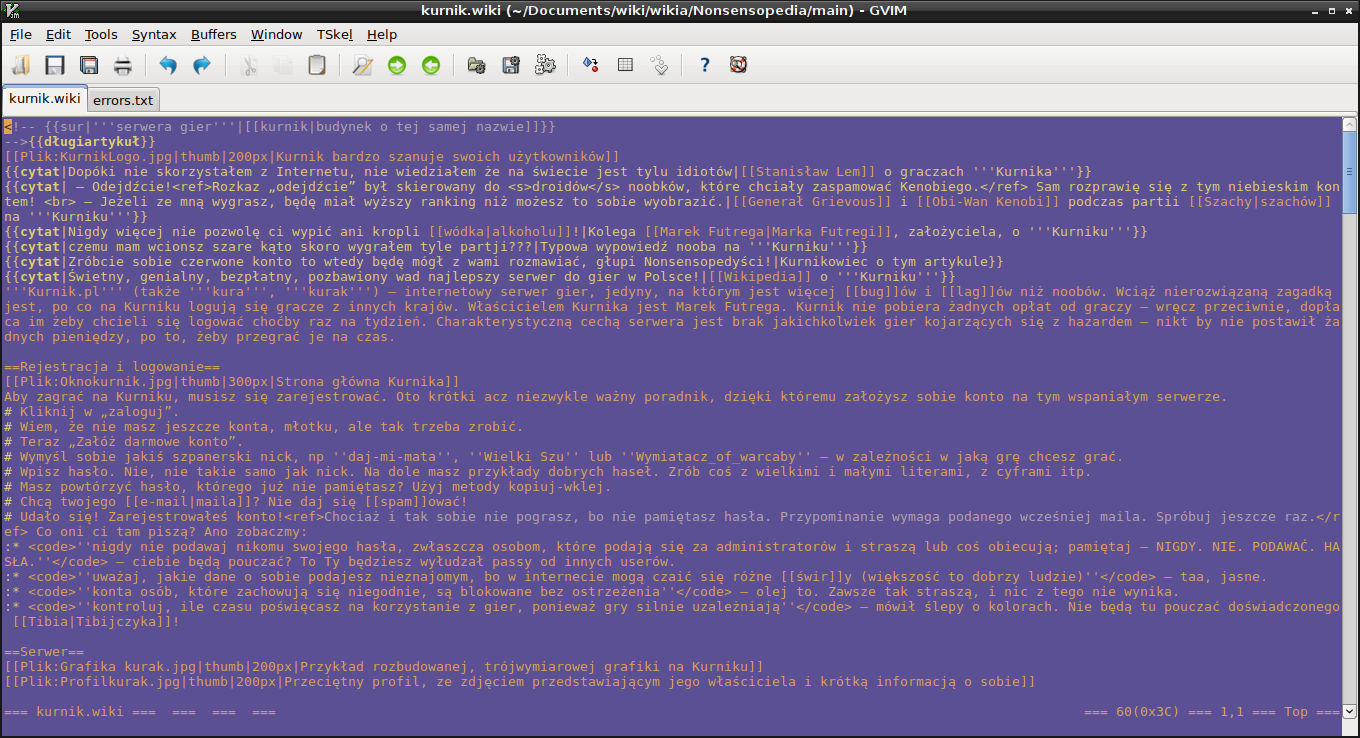 kurnik.wiki (~/Documents/wiki/wikia/Nonsensopedia/main) - GVIM
File Edit Tools Syntax Buffers Window TSkel Help
kurnik.wiki errors.txt
<!-- {{sur|'''serwera gier'''|[[kurnik|budynek o tej samej nazwie]]}}
-->{{długiartykuł}}
[[Plik:KurnikLogo.jpg|thumb|200px|Kurnik bardzo szanuje swoich użytkowników]]
{{cytat|Dopóki nie skorzystałem z Internetu, nie wiedziałem że na świecie jest tylu idiotów|[[Stanisław Lem]] o graczach '''Kurnika'''}}
{{cytat| — Odejdźcie!<ref>Rozkaz „odejdźcie” był skierowany do <s>droidów</s> noobków, które chciały zaspamować Kenobiego.</ref> Sam rozprawię się z tym niebieskim kon
tem! <br> — Jeżeli ze mną wygrasz, będę miał wyższy ranking niż możesz to sobie wyobrazić.|[[Generał Grievous]] i [[Obi-Wan Kenobi]] podczas partii [[Szachy|szachów]]
na '''Kurniku'''}}
{{cytat|Nigdy więcej nie pozwolę ci wypić ani kropli [[wódka|alkoholu]]!|Kolega [[Marek Futrega|Marka Futregi]], założyciela, o '''Kurniku'''}}
{{cytat|czemu mam wcionsz szare kąto skoro wygrałem tyle partji???|Typowa wypowiedź nooba na '''Kurniku'''}}
{{cytat|Zróbcie sobie czerwone konto to wtedy będę mógł z wami rozmawiać, głupi Nonsensopedyści!|Kurnikowiec o tym artykule}}
{{cytat|Świetny, genialny, bezpłatny, pozbawiony wad najlepszy serwer do gier w Polsce!|[[Wikipedia]] o '''Kurniku'''}}
'''Kurnik.pl''' (także '''kura''', '''kurak''') — internetowy serwer gier, jedyny, na którym jest więcej [[bug]]ów i [[lag]]ów niż noobów. Wciąż nierozwiązaną zagadką
jest, po co na Kurniku logują się gracze z innych krajów. Właścicielem Kurnika jest Marek Futrega. Kurnik nie pobiera żadnych opłat od graczy — wręcz przeciwnie, dopła
ca im żeby chcieli się logować choćby raz na tydzień. Charakterystyczną cechą serwera jest brak jakichkolwiek gier kojarzących się z hazardem — nikt by nie postawił ża
dnych pieniędzy, po to, żeby przegrać je na czas.
==Rejestracja i logowanie==
[[Plik:Oknokurnik.jpg|thumb|300px|Strona główna Kurnika]]
Aby zagrać na Kurniku, musisz się zarejestrować. Oto krótki acz niezwykle ważny poradnik, dzięki któremu założysz sobie konto na tym wspaniałym serwerze.
# Kliknij w „zaloguj”.
# Wiem, że nie masz jeszcze konta, młotku, ale tak trzeba zrobić.
# Teraz „Załóż darmowe konto”.
# Wymyśl sobie jakiś szpanerski nick, np ''daj-mi-mata'', ''Wielki Szu'' lub ''Wymiatacz_of_warcaby'' — w zależności w jaką grę chcesz grać.
# Wpisz hasło. Nie, nie takie samo jak nick. Na dole masz przykłady dobrych haseł. Zrób coś z wielkimi i małymi literami, z cyframi itp.
# Masz powtórzyć hasło, którego już nie pamiętasz? Użyj metody kopiuj-wklej.
# Chcą twojego [[e-mail|maila]]? Nie daj się [[spam]]ować!
# Udało się! Zarejestrowałeś konto!<ref>Chociaż i tak sobie nie pograsz, bo nie pamiętasz hasła. Przypominanie wymaga podanego wcześniej maila. Spróbuj jeszcze raz.</r
ef> Co oni ci tam piszą? Ano zobaczmy:
:* <code>''nigdy nie podawaj nikomu swojego hasła, zwłaszcza osobom, które podają się za administratorów i straszą lub coś obiecują; pamiętaj — NIGDY. NIE. PODAWAĆ. HA
SŁA.''</code> — ciebie będą pouczać? To Ty będziesz wyłudzał passy od innych userów.
:* <code>''uważaj, jakie dane o sobie podajesz nieznajomym, bo w internecie mogą czaić się różne [[świr]]y (większość to dobrzy ludzie)''</code> — taa, jasne.
:* <code>''konta osób, które zachowują się niegodnie, są blokowane bez ostrzeżenia''</code> — olej to. Zawsze tak straszą, i nic z tego nie wynika.
:* <code>''kontroluj, ile czasu poświęcasz na korzystanie z gier, ponieważ gry silnie uzależniają''</code> — mówił ślepy o kolorach. Nie będą tu pouczać doświadczonego
[[Tibia|Tibijczyka]]!
==Serwer==
[[Plik:Grafika kurak.jpg|thumb|200px|Przykład rozbudowanej, trójwymiarowej grafiki na Kurniku]]
[[Plik:Profilkurak.jpg|thumb|200px|Przeciętny profil, ze zdjęciem przedstawiającym jego właściciela i krótką informacją o sobie]]
=== kurnik.wiki === === === === === 60(0x3C) === 1,1 === Top ===